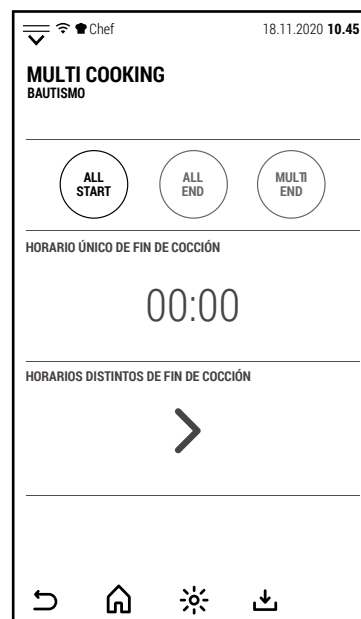 Chef 18.11.2020 10.45
MULTI COOKING
BAUTISMO
ALL START
ALL END
MULTI END
HORARIO ÚNICO DE FIN DE COCCIÓN
00:00
HORARIOS DISTINTOS DE FIN DE COCCIÓN